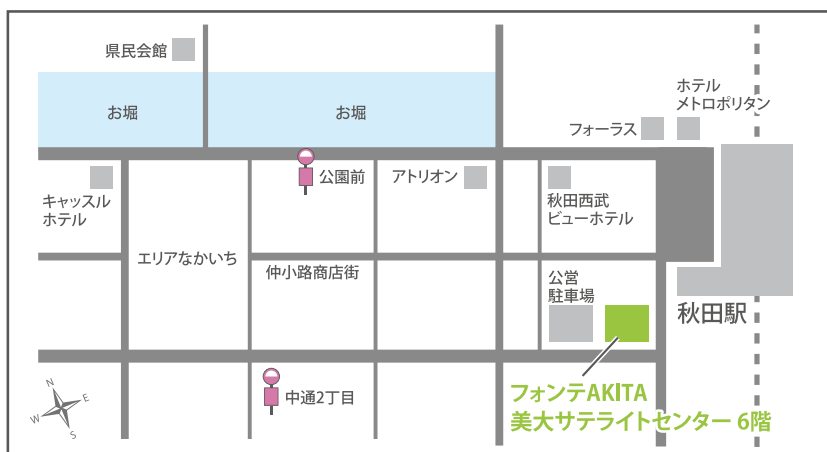 県民会館
お堀
お堀
ホテル
メトロポリタン
フォーラス
公園前
アトリオン
キャッスル
ホテル
秋田西武
ビューホテル
エリアなかいち
仲小路商店街
公営
駐車場
秋田駅
フォンテAKITA
美大サテライトセンター 6階
中通2丁目
N
E
W
S